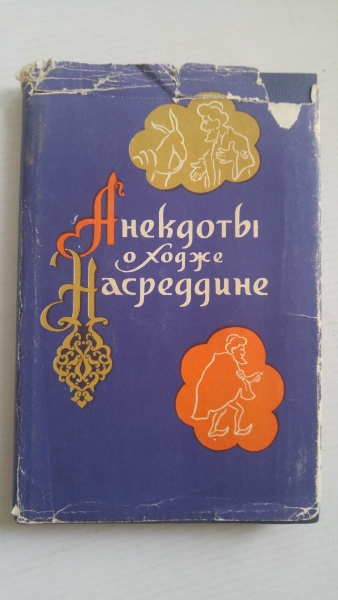 Анекдоты
о Ходже
Насреддине